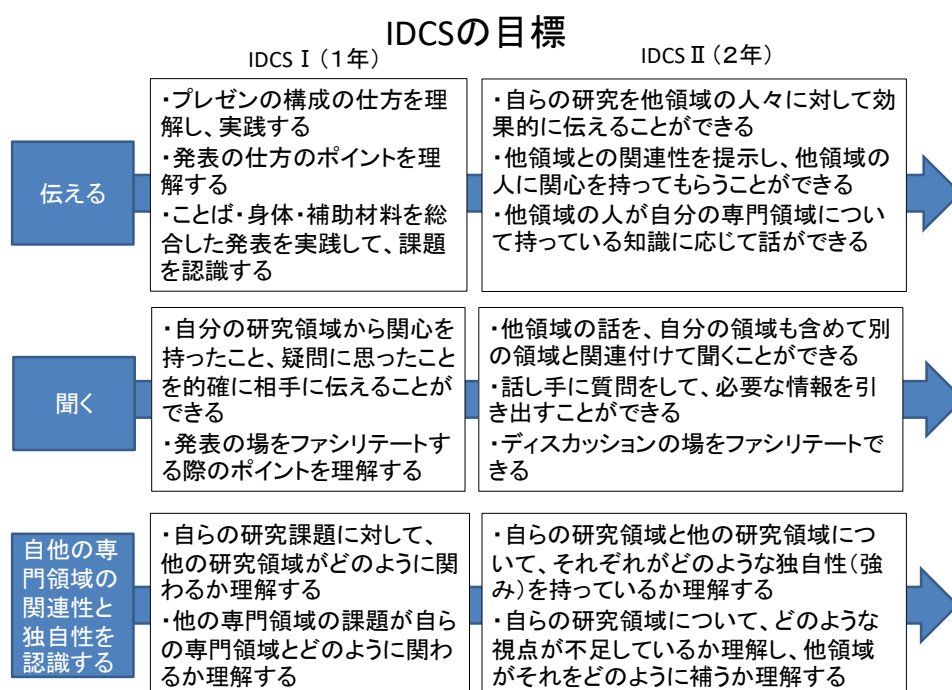 IDCSの目標
IDCS Ⅰ（１年）
IDCS Ⅱ（２年）
伝える
・プレゼンの構成の仕方を理
解し、実践する
・発表の仕方のポイントを理
解する
・ことば・身体・補助材料を総
合した発表を実践して、課題
を認識する
・自らの研究を他領域の人々に対して効
果的に伝えることができる
・他領域との関連性を提示し、他領域の
人に関心を持ってもらうことができる
・他領域の人が自分の専門領域につい
て持っている知識に応じて話ができる
聞く
・自分の研究領域から関心を
持ったこと、疑問に思ったこと
を的確に相手に伝えることが
できる
・発表の場をファシリテートす
る際のポイントを理解する
・他領域の話を、自分の領域も含めて別
の領域と関連付けて聞くことができる
・話し手に質問をして、必要な情報を引
き出すことができる
・ディスカッションの場をファシリテートで
きる
自他の専
門領域の
関連性と
独自性を
認識する
・自らの研究課題に対して、
他の研究領域がどのように関
わるか理解する
・他の専門領域の課題が自ら
の専門領域とどのように関わ
るか理解する
・自らの研究領域と他の研究領域につ
いて、それぞれがどのような独自性（強
み）を持っているか理解する
・自らの研究領域について、どのような
視点が不足しているか理解し、他領域
がそれをどのように補うか理解する